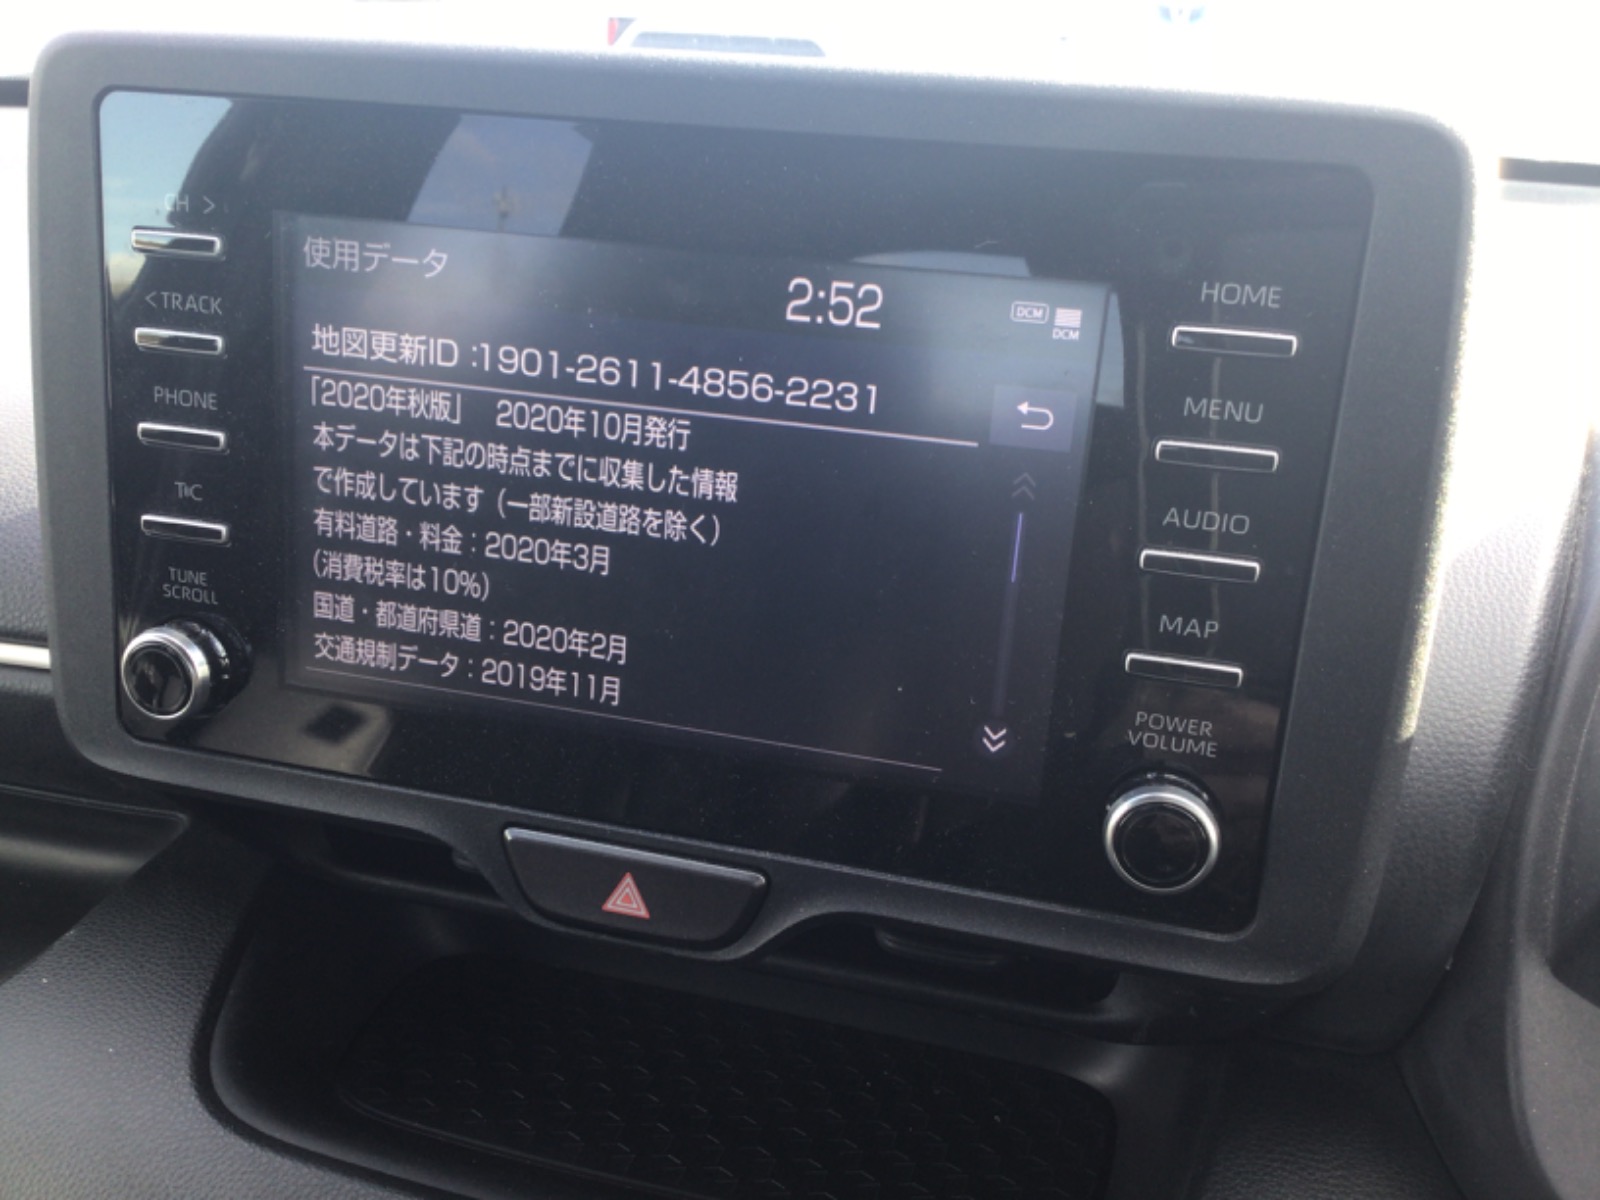 CH >
< TRACK
PHONE
T∙C
TUNE
SCROLL
使用データ
2:52
DCM
DCM
地図更新ID :1901-2611-4856-2231
「2020年秋版」 2020年10月発行
本データは下記の時点までに収集した情報
で作成しています（一部新設道路を除く）
有料道路・料金：2020年3月
(消費税率は10%)
国道・都道府県道：2020年2月
交通規制データ：2019年11月
HOME
MENU
AUDIO
MAP
POWER
VOLUME